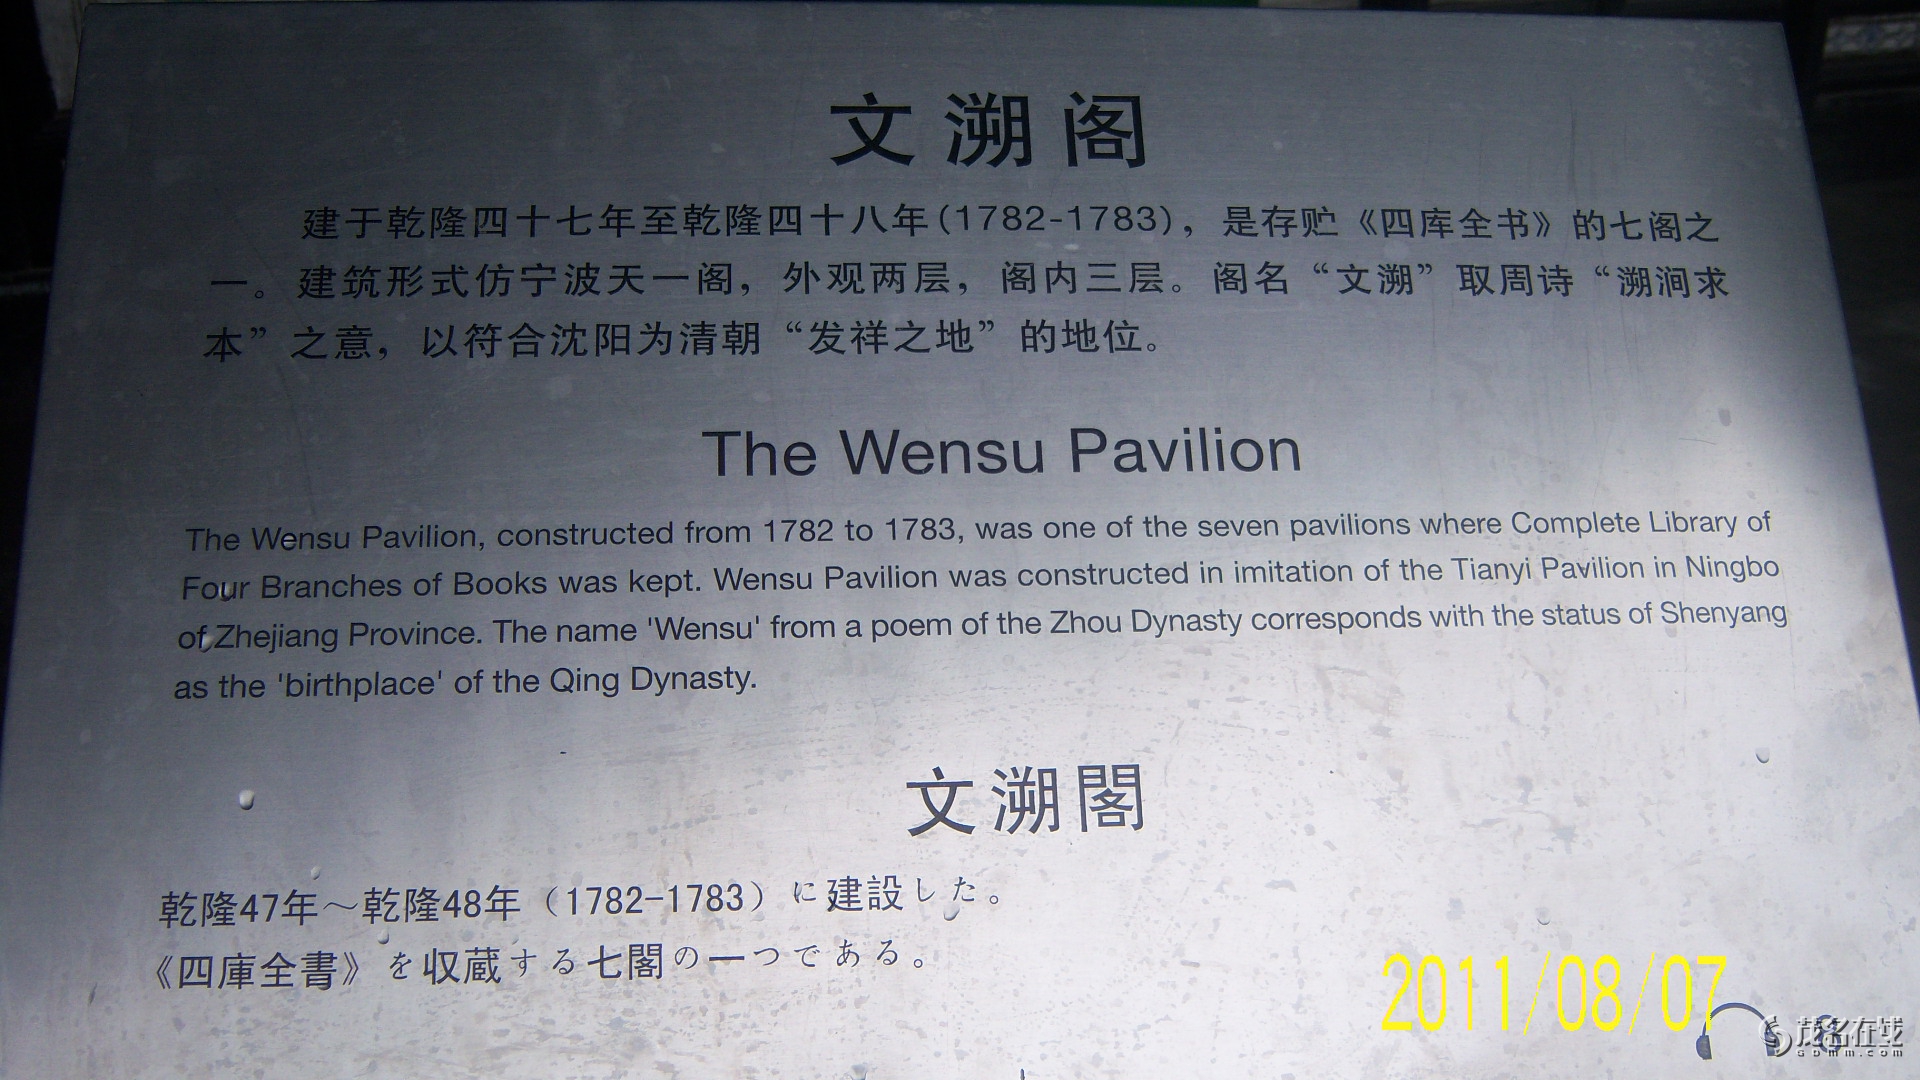 文溯阁
建于乾隆四十七年至乾隆四十八年(1782-1783)，是存贮《四库全书》的七阁之
一。建筑形式仿宁波天一阁，外观两层，阁内三层。阁名“文溯”取周诗“溯涧求
本”之意，以符合沈阳为清朝“发祥之地”的地位。
The Wensu Pavilion
The Wensu Pavilion, constructed from 1782 to 1783, was one of the seven pavilions where Complete Library of
Four Branches of Books was kept. Wensu Pavilion was constructed in imitation of the Tianyi Pavilion in Ningbo
of Zhejiang Province. The name 'Wensu' from a poem of the Zhou Dynasty corresponds with the status of Shenyang
as the 'birthplace' of the Qing Dynasty.
文溯閣
乾隆47年～乾隆48年（1782-1783）に建設した。
《四庫全書》を収蔵する七閣の一つである。
2011/08/07
茂名在线
gdmm.com